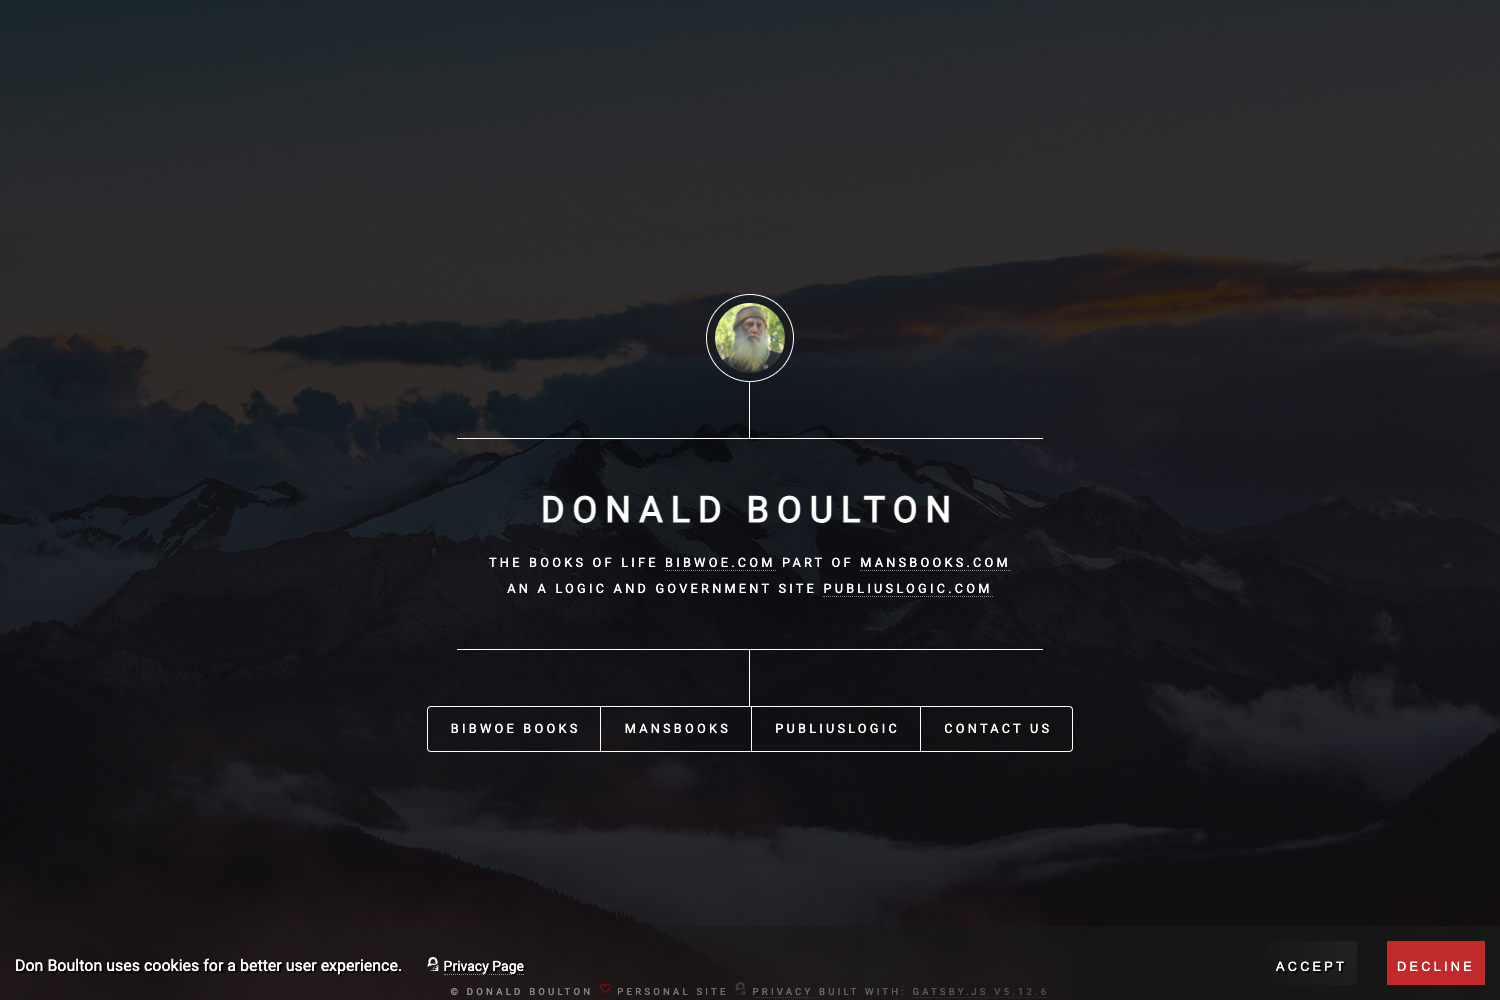 DONALD BOULTON
THE BOOKS OF LIFE BIBWOE.COM PART OF MANSBOOKS.COM
AN A LOGIC AND GOVERNMENT SITE PUBLIUSLOGIC.COM
BIBWOE BOOKS MANSBOOKS PUBLIUSLOGIC CONTACT US
Don Boulton uses cookies for a better user experience. Privacy Page ACCEPT DECLINE
© DONALD BOULTON PERSONAL SITE PRIVACY BUILT WITH: GATSBY.JS V5.12.6